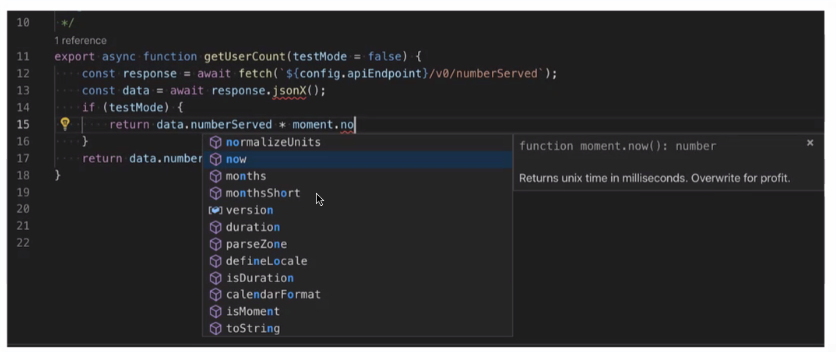 10 */
1 reference
11 export async function getUserCount(testMode = false) {
12 const response = await fetch(`${config.apiEndpoint}/v0/numberServed`);
13 const data = await response.jsonX();
14 if (testMode) {
15 return data.numberServed * moment.no
16 }
17 return data.number
18 }
19
20
21
22
normalizeUnits
now
months
monthsShort
version
duration
parseZone
defineLocale
isDuration
calendarFormat
isMoment
toString
function moment.now(): number ×
Returns unix time in milliseconds. Overwrite for profit.